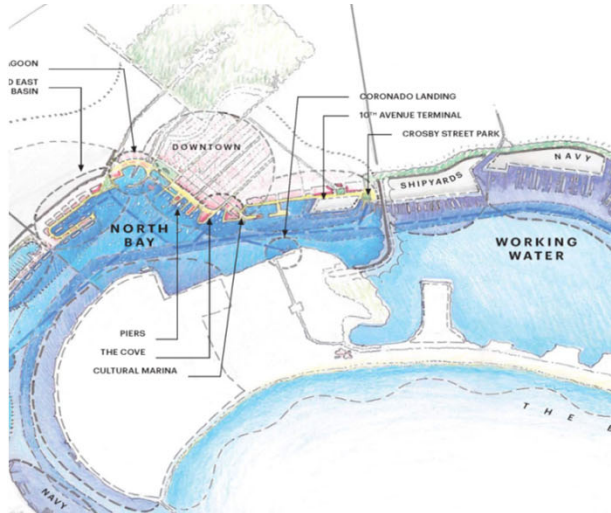 AGOON
D EAST
BASIN
CORONADO LANDING
10TH AVENUE TERMINAL
CROSBY STREET PARK
DOWNTOWN
NAVY
SHIPYARDS
NORTH
BAY
WORKING
WATER
PIERS
THE COVE
CULTURAL MARINA
THE
NAVY